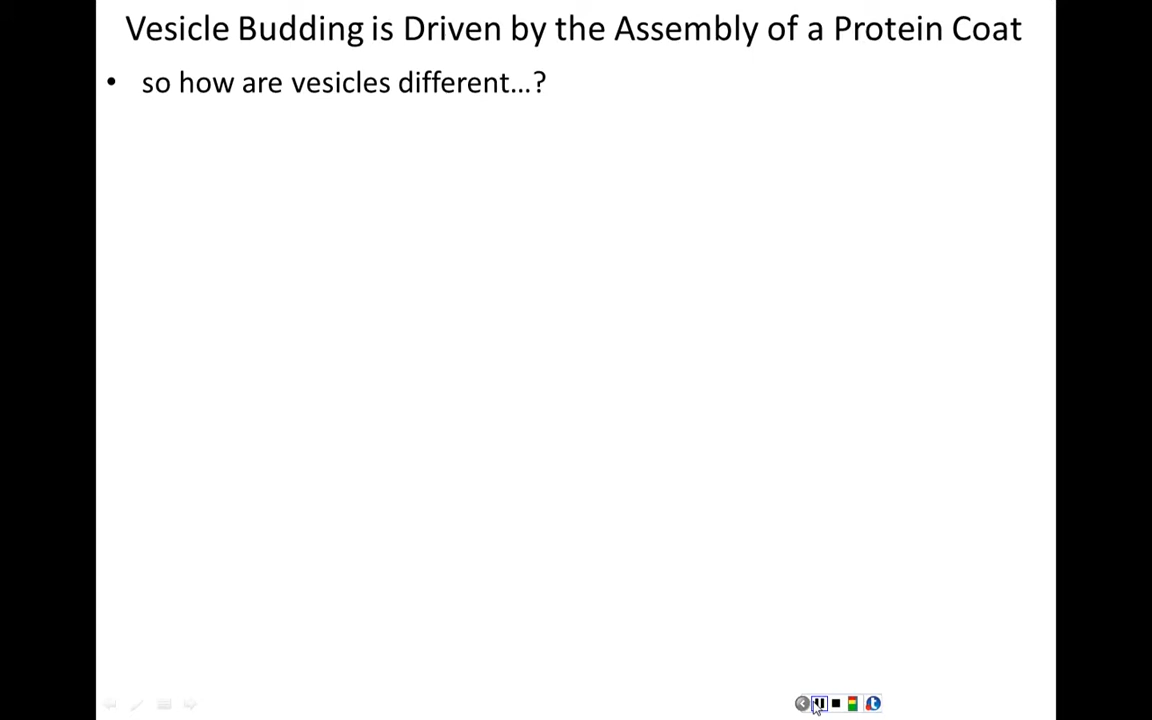 Vesicle Budding is Driven by the Assembly of a Protein Coat
• so how are vesicles different...?